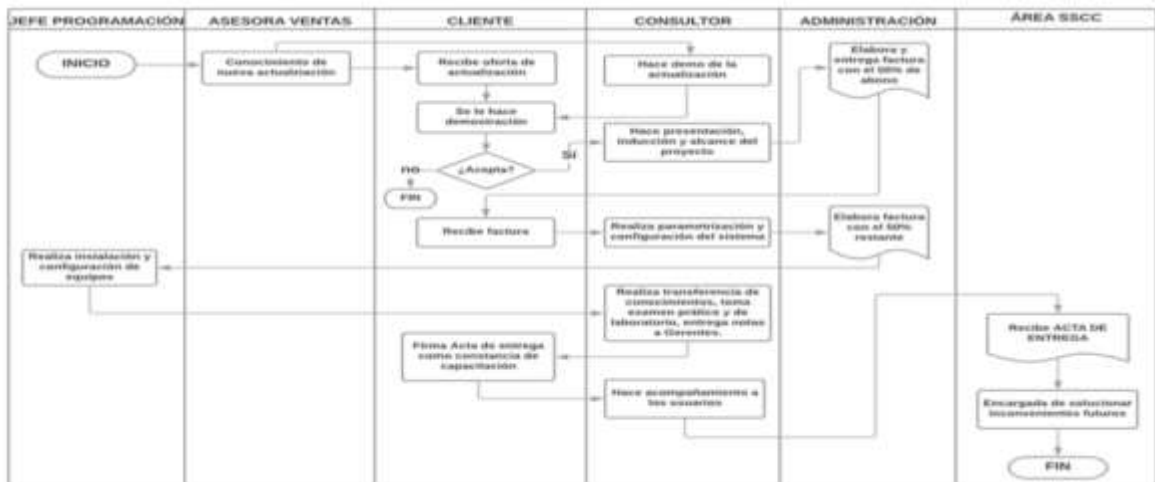 JEFE PROGRAMACIÓN
ASESORA VENTAS
CLIENTE
CONSULTOR
ADMINISTRACIÓN
ÁREA SSCC
INICIO
Conocimiento de
nueva actualización
Recibe oferta de
actualización
Hace demo de la
actualización
Elabora y
entrega factura
con el 50% de
abono
Se le hace
demostración
Hace presentación,
inducción y alcance del
proyecto
¿Acepta?
Sí
no
FIN
Recibe factura
Realiza parametrización y
configuración del sistema
Elabora factura
con el 50%
restante
Realiza instalación y
configuración de
equipos
Realiza transferencia de
conocimientos, toma
examen prático y de
laboratorio, entrega notas
a Gerentes.
Firma Acta de entrega
como constancia de
capacitación
Hace acompañamiento a
los usuarios
Recibe ACTA DE
ENTREGA
Encargada de solucionar
inconvenientes futuros
FIN